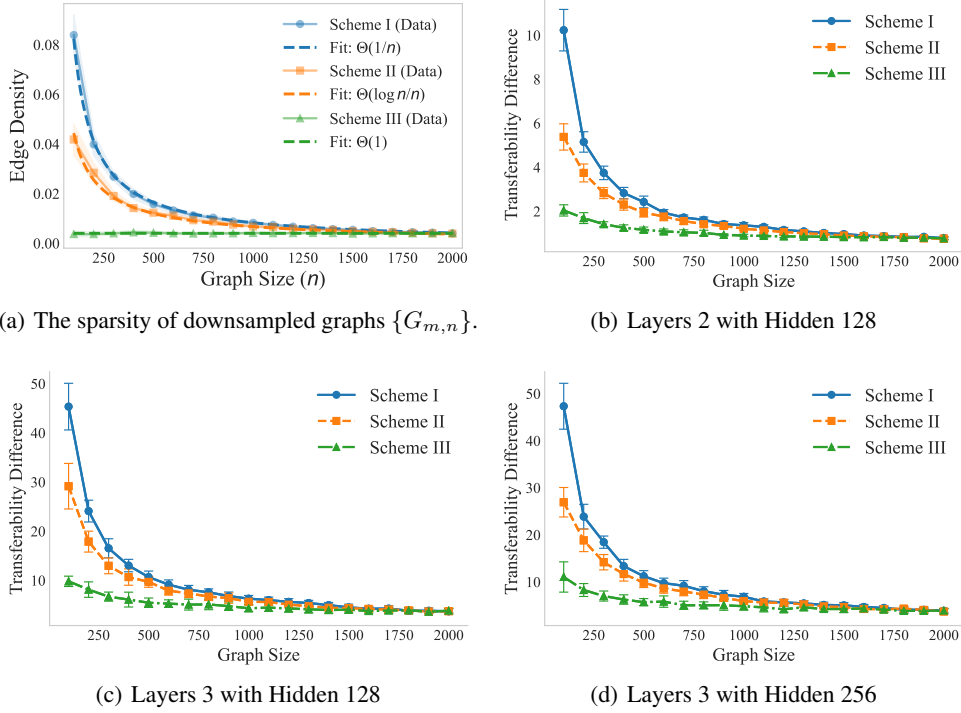 Scheme I (Data)
Fit: Θ(1/n)
Scheme II (Data)
Fit: Θ(log n/n)
Scheme III (Data)
Fit: Θ(1)
Edge Density
0.08
0.06
0.04
0.02
0.00
250 500 750 1000 1250 1500 1750 2000
Graph Size (n)
(a) The sparsity of downsampled graphs {G_{m,n}}.
Scheme I
Scheme II
Scheme III
Transferability Difference
10
8
6
4
2
250 500 750 1000 1250 1500 1750 2000
Graph Size
(b) Layers 2 with Hidden 128
Scheme I
Scheme II
Scheme III
Transferability Difference
50
40
30
20
10
250 500 750 1000 1250 1500 1750 2000
Graph Size
(c) Layers 3 with Hidden 128
Scheme I
Scheme II
Scheme III
Transferability Difference
50
40
30
20
10
250 500 750 1000 1250 1500 1750 2000
Graph Size
(d) Layers 3 with Hidden 256